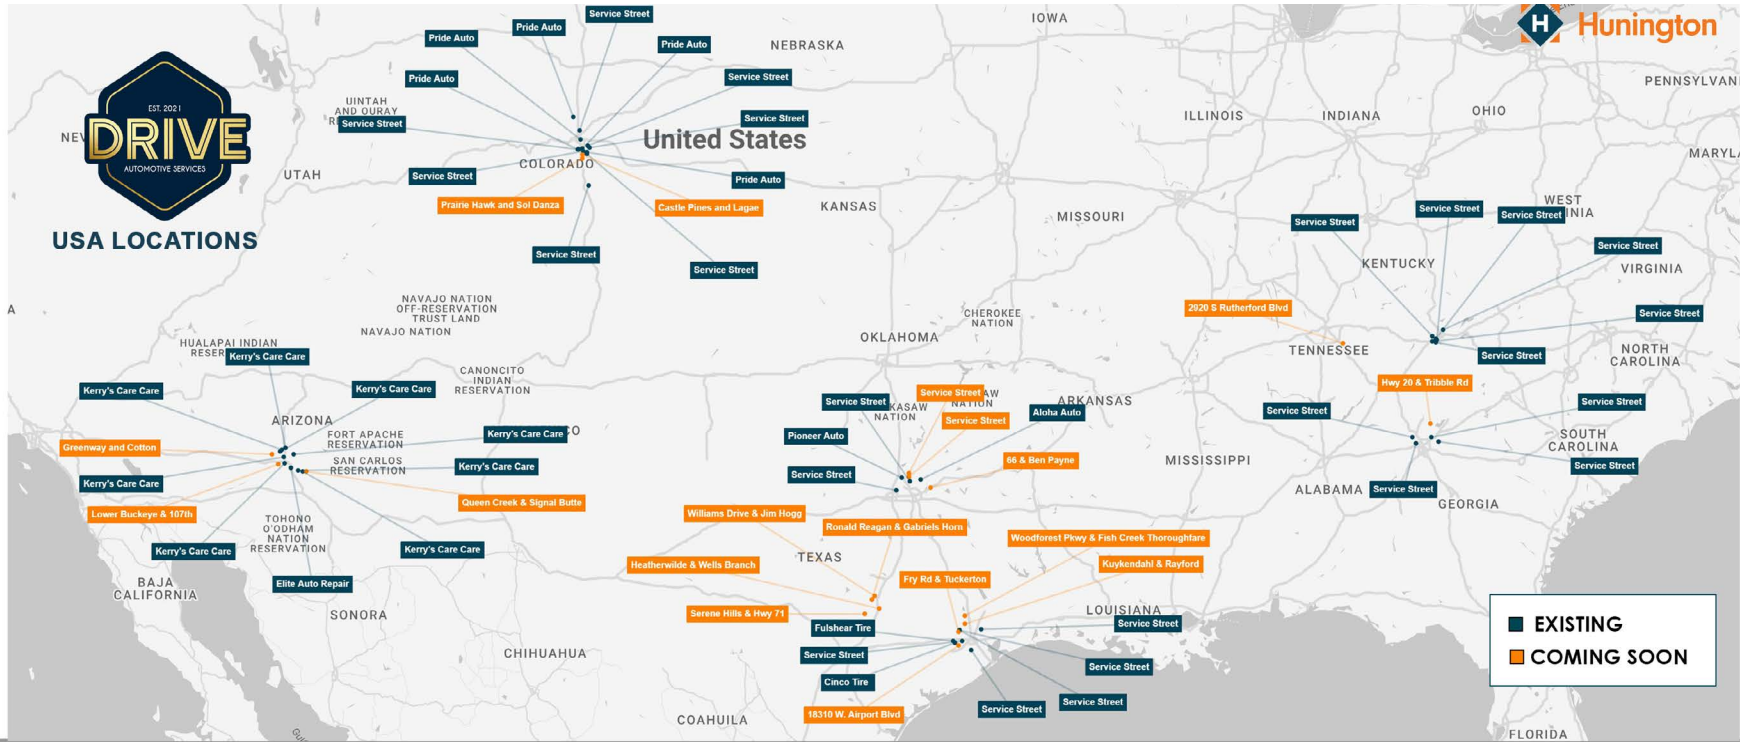 Service Street
Pride Auto
Pride Auto
Pride Auto
IOWA
NEBRASKA
H
Hunington
Pride Auto
Service Street
PENNSYLVAN
UINTAH
AND OURAY
Service Street
Service Street
EST. 2021
DRIVE
AUTOMOTIVE SERVICES
NEV
USA LOCATIONS
UTAH
COLORADO
United States
ILLINOIS
INDIANA
OHIO
MARYL
Service Street
Pride Auto
Prairie Hawk and Sol Danza
Castle Pines and Lagae
KANSAS
MISSOURI
WEST
INIA
Service Street
Service Street
Service Street
Service Street
Service Street
Service Street
KENTUCKY
VIRGINIA
A
NAVAJO NATION
OFF-RESERVATION
TRUST LAND
NAVAJO NATION
CHEROKEE
NATION
2020 S Rutherford Blvd
Service Street
HUALAPAI INDIAN
RESER
Kerry's Care Care
OKLAHOMA
TENNESSEE
Service Street
NORTH
CAROLINA
Kerry's Care Care
Kerry's Care Care
CANONCITO
INDIAN
RESERVATION
Hwy 20 & Tribble Rd
Service Street
Service Street
KASAW
NATION
AW
NATION
ARKANSAS
Aloha Auto
Service Street
Service Street
Service Street
ARIZONA
FORT APACHE
RESERVATION
Kerry's Care Care
CO
Pioneer Auto
SOUTH
CAROLINA
Greenway and Cotton
SAN CARLOS
RESERVATION
Kerry's Care Care
Service Street
66 & Ben Payne
MISSISSIPPI
Service Street
Kerry's Care Care
ALABAMA
Service Street
GEORGIA
Lower Buckeye & 107th
Queen Creek & Signal Butte
Williams Drive & Jim Hogg
Ronald Reagan & Gabriels Horn
TOHONO
O'ODHAM
NATION
RESERVATION
Kerry's Care Care
Kerry's Care Care
Woodforest Pkwy & Fish Creek Thoroughfare
TEXAS
Heatherwilde & Wells Branch
Kuykendahl & Rayford
Fry Rd & Tuckerton
Elite Auto Repair
BAJA
CALIFORNIA
SONORA
Serene Hills & Hwy 71
LOUISIANA
Service Street
Fulshear Tire
EXISTING
COMING SOON
CHIHUAHUA
Service Street
Service Street
Cinco Tire
Service Street
Service Street
18310 W. Airport Blvd
COAHUILA
FLORIDA